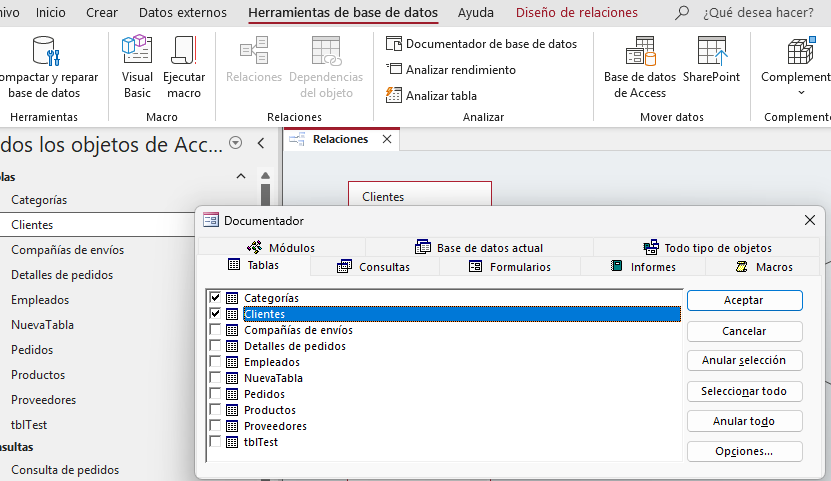 nivo Inicio Crear Datos externos Herramientas de base de datos Ayuda Diseño de relaciones ¿Qué desea hacer?
ompactar y reparar base de datos
Visual Basic
Ejecutar macro
Relaciones
Dependencias del objeto
Documentador de base de datos
Analizar rendimiento
Analizar tabla
Base de datos de Access
SharePoint
Complement
Herramientas Macro Relaciones Analizar Mover datos Complemento
dos los objetos de Acc...
Relaciones
blas
Categorías
Clientes
Compañías de envíos
Detalles de pedidos
Empleados
NuevaTabla
Pedidos
Productos
Proveedores
tblTest
nsultas
Consulta de pedidos
Clientes
Documentador
Módulos Base de datos actual Todo tipo de objetos
Tablas Consultas Formularios Informes Macros
Categorías
Clientes
Compañías de envíos
Detalles de pedidos
Empleados
NuevaTabla
Pedidos
Productos
Proveedores
tblTest
Aceptar
Cancelar
Anular selección
Seleccionar todo
Anular todo
Opciones...